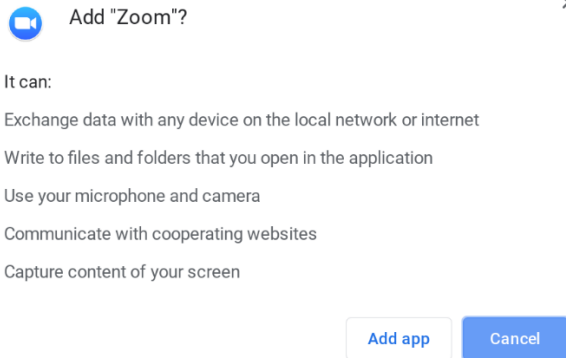 Add "Zoom"?
It can:
Exchange data with any device on the local network or internet
Write to files and folders that you open in the application
Use your microphone and camera
Communicate with cooperating websites
Capture content of your screen
Add app
Cancel